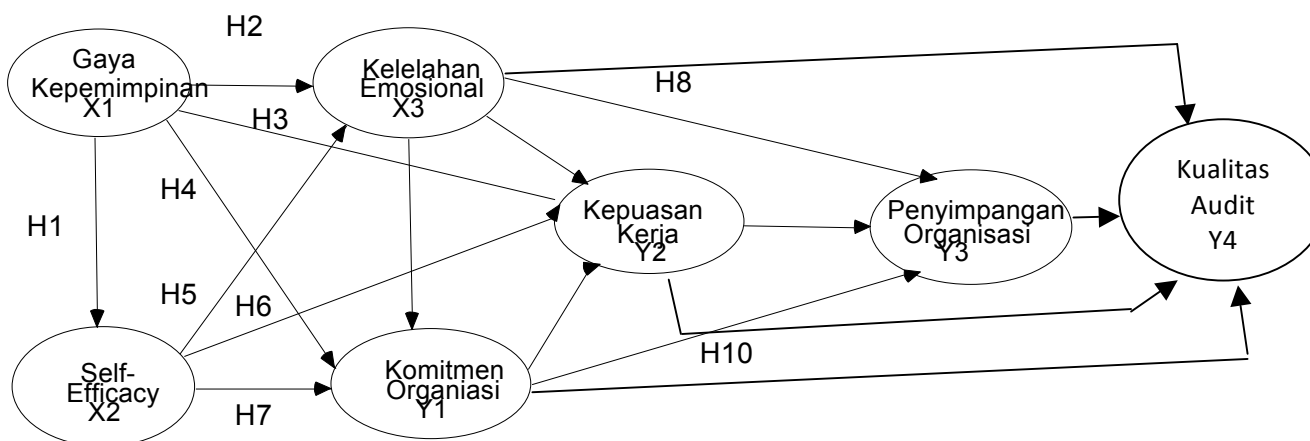 H2
Gaya
Kepemimpinan
X1
Kelelahan
Emosional
X3
H8
H3
Kualitas
Audit
Y4
H4
Kepuasan
Kerja
Y2
Penyimpangan
Organisasi
Y3
H1
H5
H6
Self-
Efficacy
X2
H7
Komitmen
Organiasi
Y1
H10